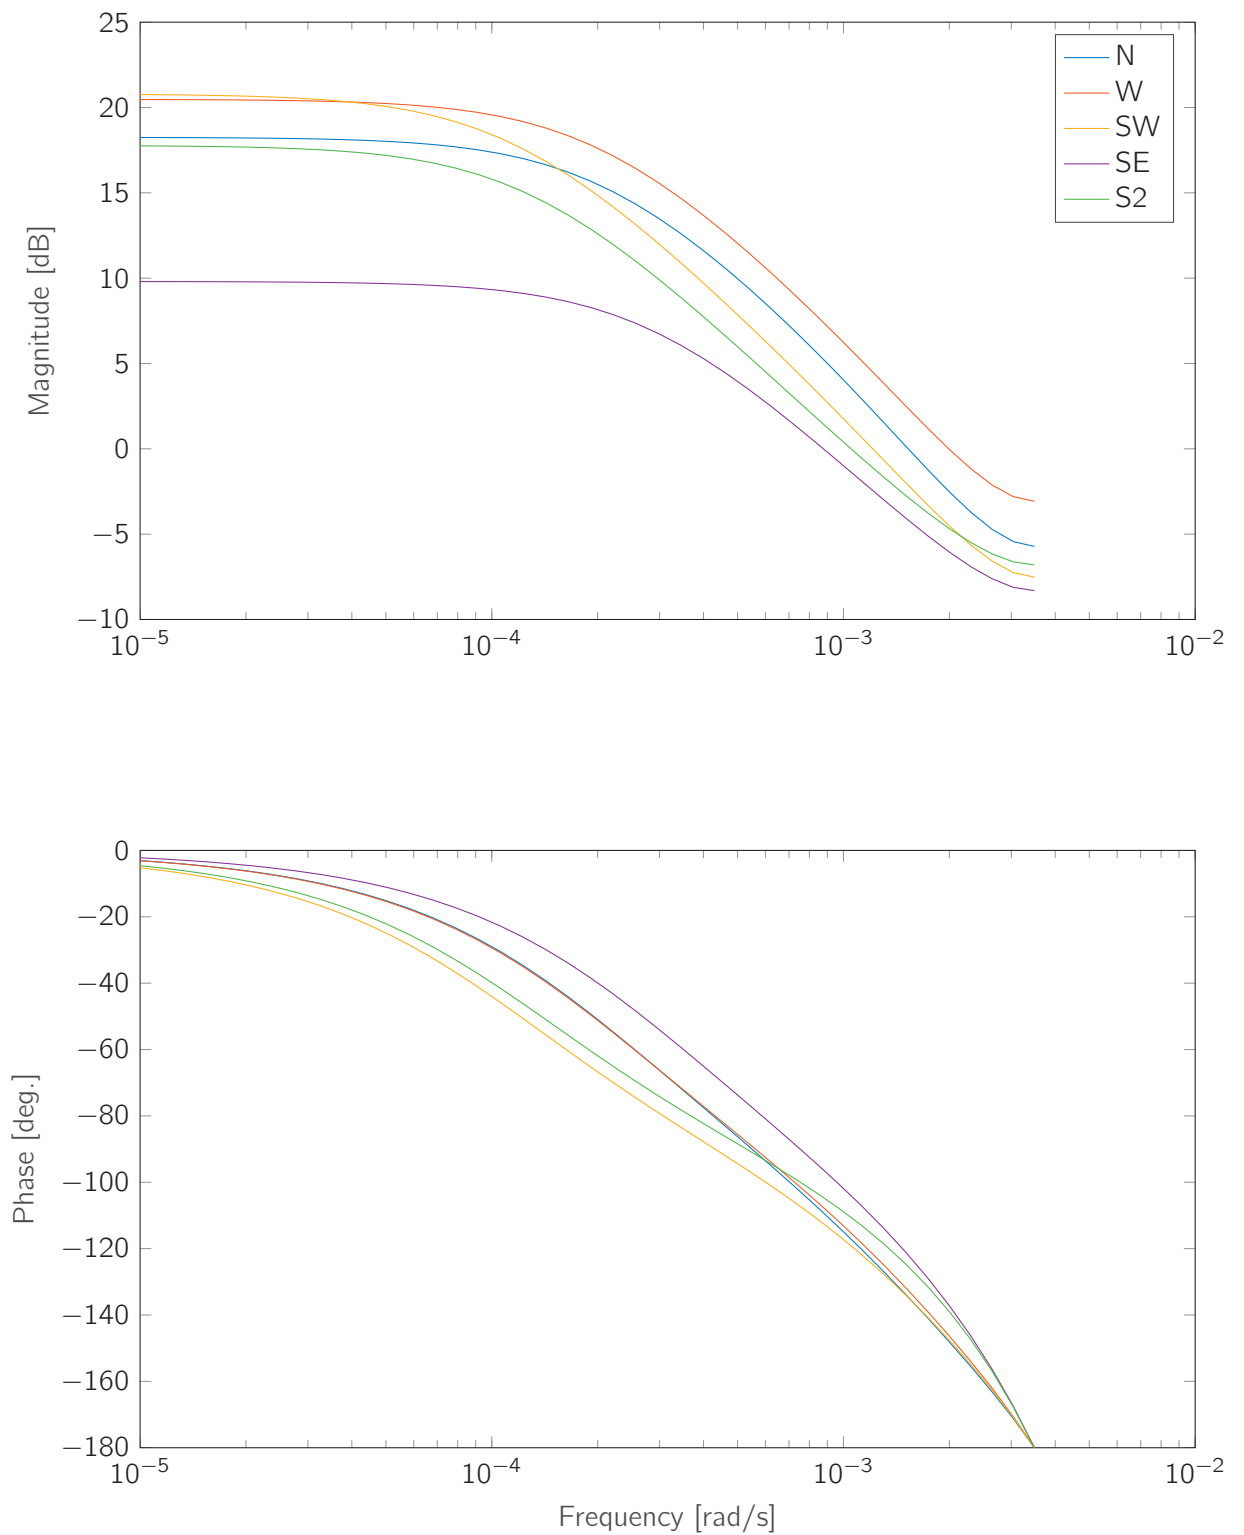 25
20
15
10
5
0
−5
−10
Magnitude [dB]
N
W
SW
SE
S2
10⁻⁵ 10⁻⁴ 10⁻³ 10⁻²
0
−20
−40
−60
−80
−100
−120
−140
−160
−180
Phase [deg.]
10⁻⁵ 10⁻⁴ 10⁻³ 10⁻²
Frequency [rad/s]